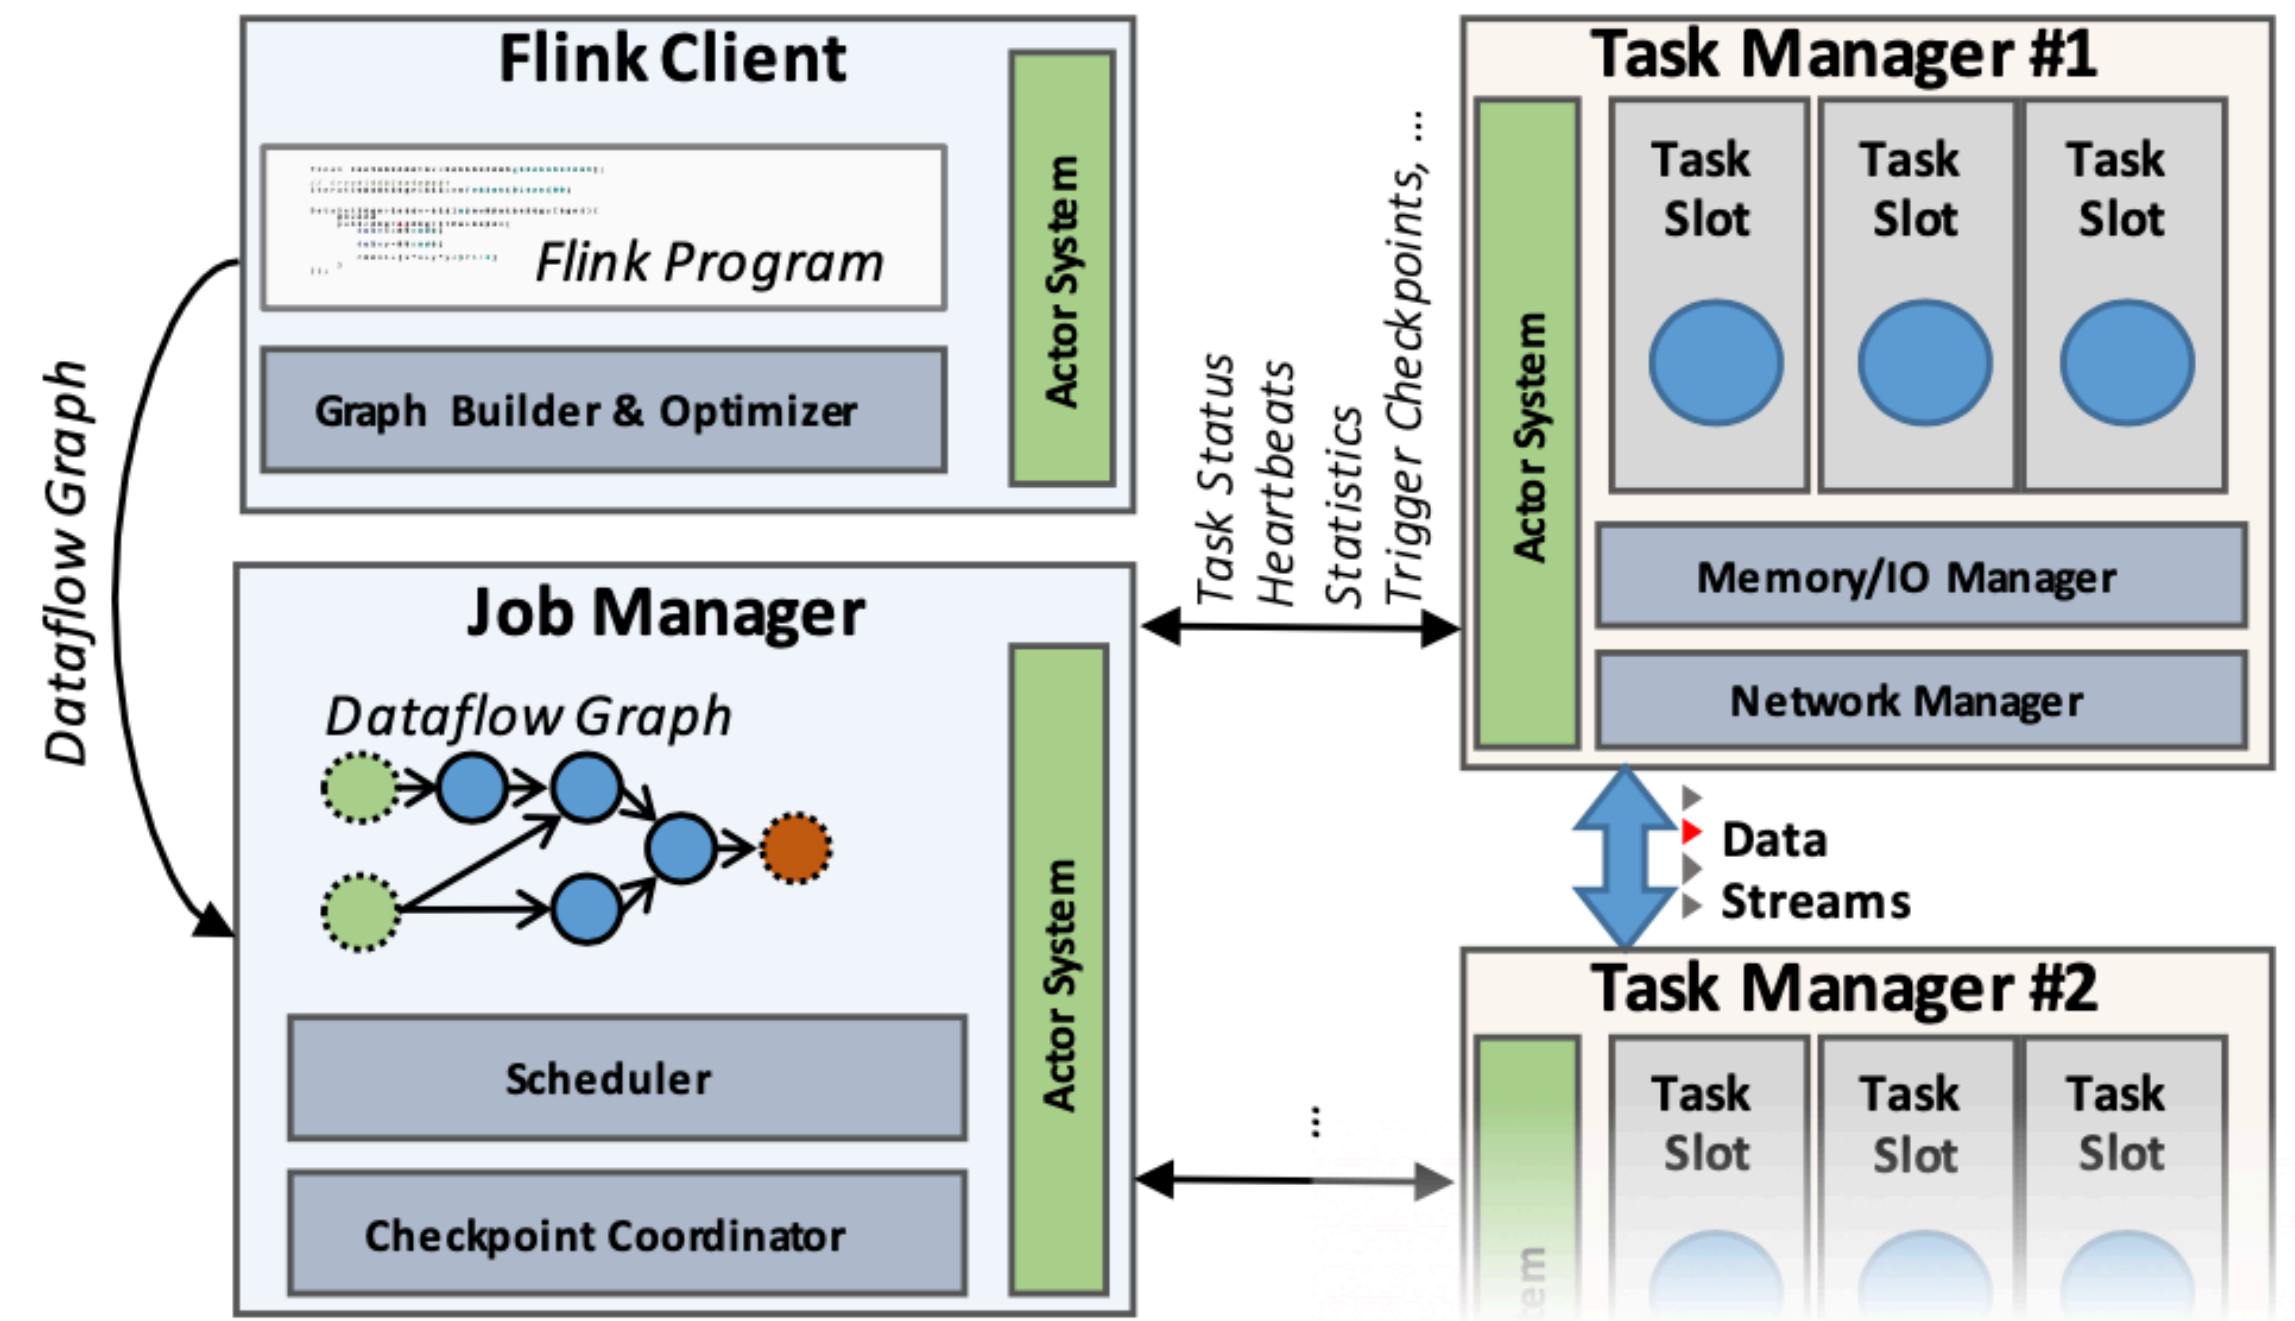 Flink Client
Flink Program
Graph Builder & Optimizer
Actor System
Dataflow Graph
Job Manager
Dataflow Graph
Scheduler
Checkpoint Coordinator
Actor System
Task Status
Heartbeats
Statistics
Trigger Checkpoints, ...
...
Task Manager #1
Actor System
Task
Slot
Task
Slot
Task
Slot
Memory/IO Manager
Network Manager
Data
Streams
Task Manager #2
Task
Slot
Task
Slot
Task
Slot